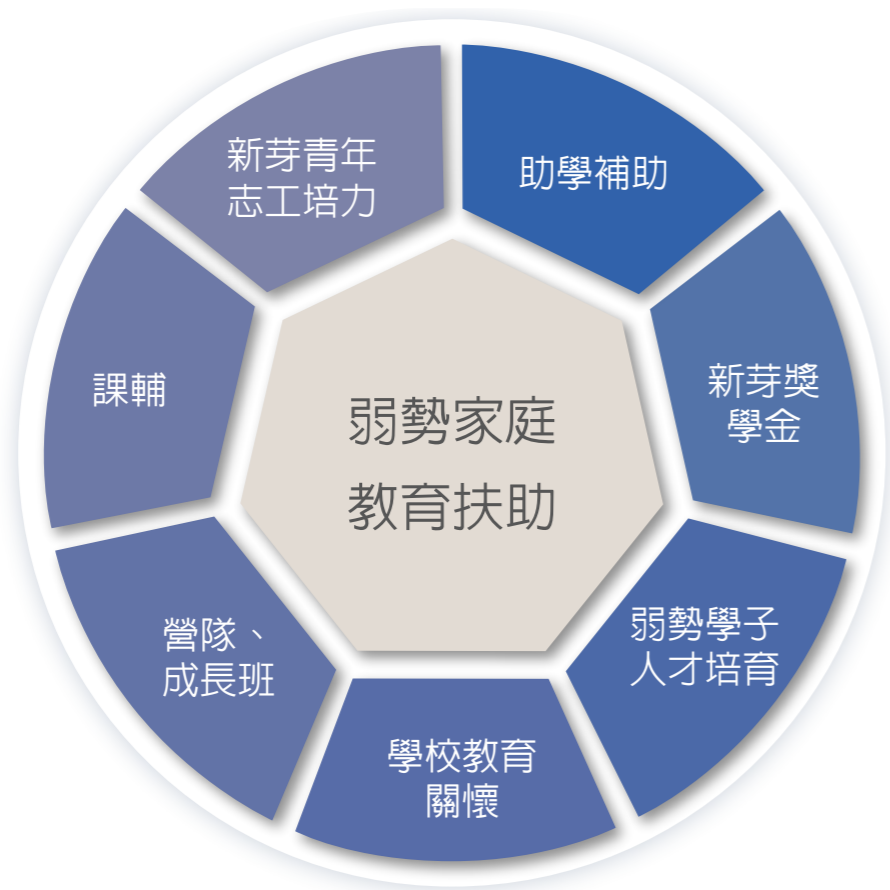 弱勢家庭
教育扶助
助學補助
新芽獎
學金
弱勢學子
人才培育
學校教育
關懷
營隊、
成長班
課輔
新芽青年
志工培力